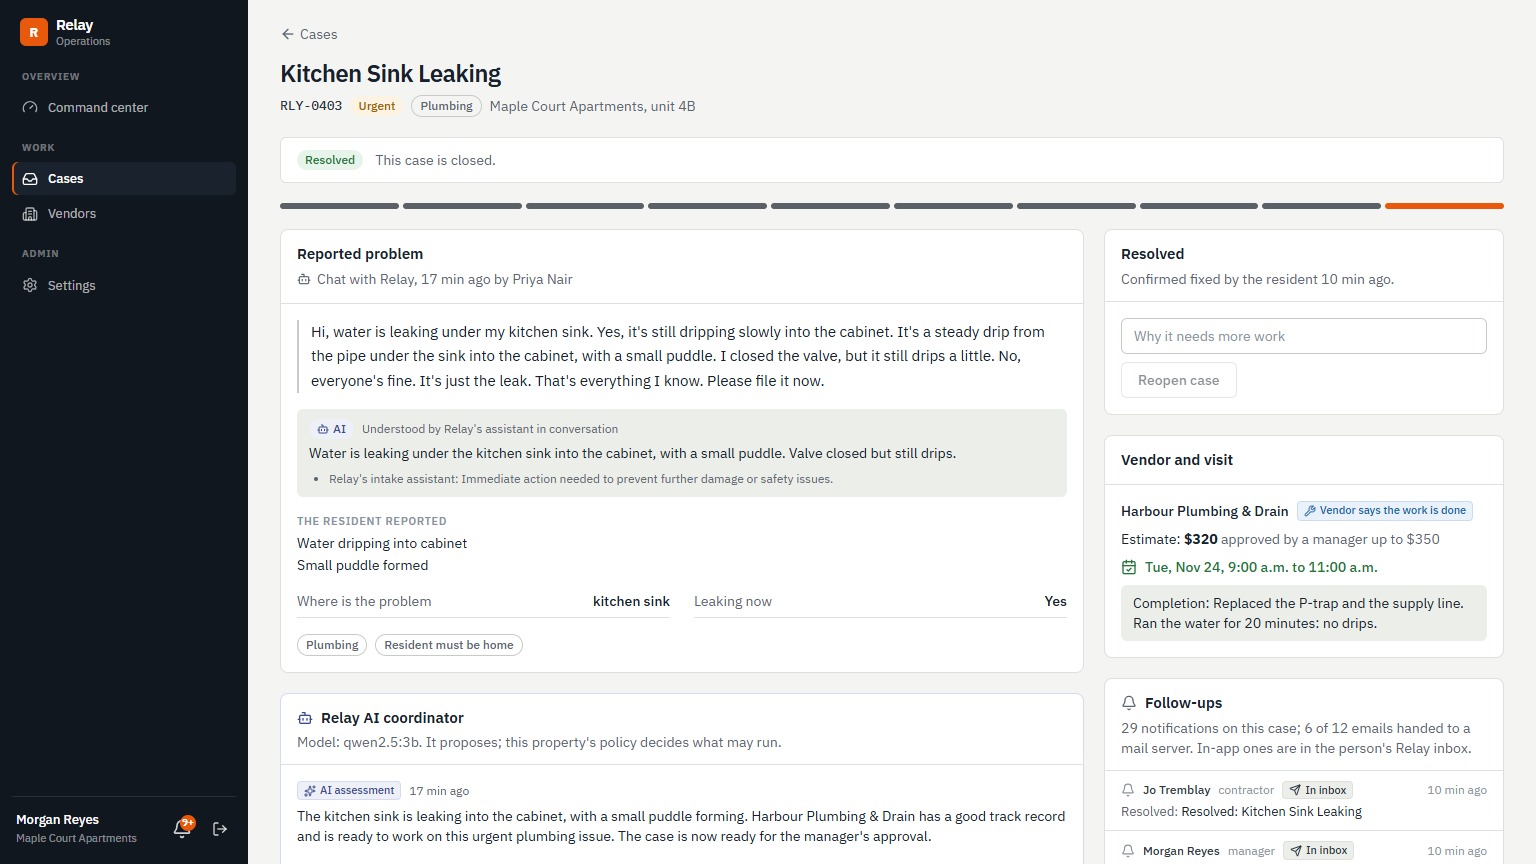 R
Relay
Operations
OVERVIEW
Command center
WORK
Cases
Vendors
ADMIN
Settings
Morgan Reyes
Maple Court Apartments
9+
Cases
Kitchen Sink Leaking
RLY-0403 Urgent Plumbing Maple Court Apartments, unit 4B
Resolved This case is closed.
Reported problem
Chat with Relay, 17 min ago by Priya Nair
Hi, water is leaking under my kitchen sink. Yes, it's still dripping slowly into the cabinet. It's a steady drip from
the pipe under the sink into the cabinet, with a small puddle. I closed the valve, but it still drips a little. No,
everyone's fine. It's just the leak. That's everything I know. Please file it now.
AI Understood by Relay's assistant in conversation
Water is leaking under the kitchen sink into the cabinet, with a small puddle. Valve closed but still drips.
• Relay's intake assistant: Immediate action needed to prevent further damage or safety issues.
THE RESIDENT REPORTED
Water dripping into cabinet
Small puddle formed
Where is the problem kitchen sink Leaking now Yes
Plumbing Resident must be home
Relay AI coordinator
Model: qwen2.5:3b. It proposes; this property's policy decides what may run.
AI assessment 17 min ago
The kitchen sink is leaking into the cabinet, with a small puddle forming. Harbour Plumbing & Drain has a good track record
and is ready to work on this urgent plumbing issue. The case is now ready for the manager's approval.
Resolved
Confirmed fixed by the resident 10 min ago.
Why it needs more work
Reopen case
Vendor and visit
Harbour Plumbing & Drain Vendor says the work is done
Estimate: $320 approved by a manager up to $350
Tue, Nov 24, 9:00 a.m. to 11:00 a.m.
Completion: Replaced the P-trap and the supply line.
Ran the water for 20 minutes: no drips.
Follow-ups
29 notifications on this case; 6 of 12 emails handed to a
mail server. In-app ones are in the person's Relay inbox.
Jo Tremblay contractor In inbox 10 min ago
Resolved: Resolved: Kitchen Sink Leaking
Morgan Reyes manager In inbox 10 min ago